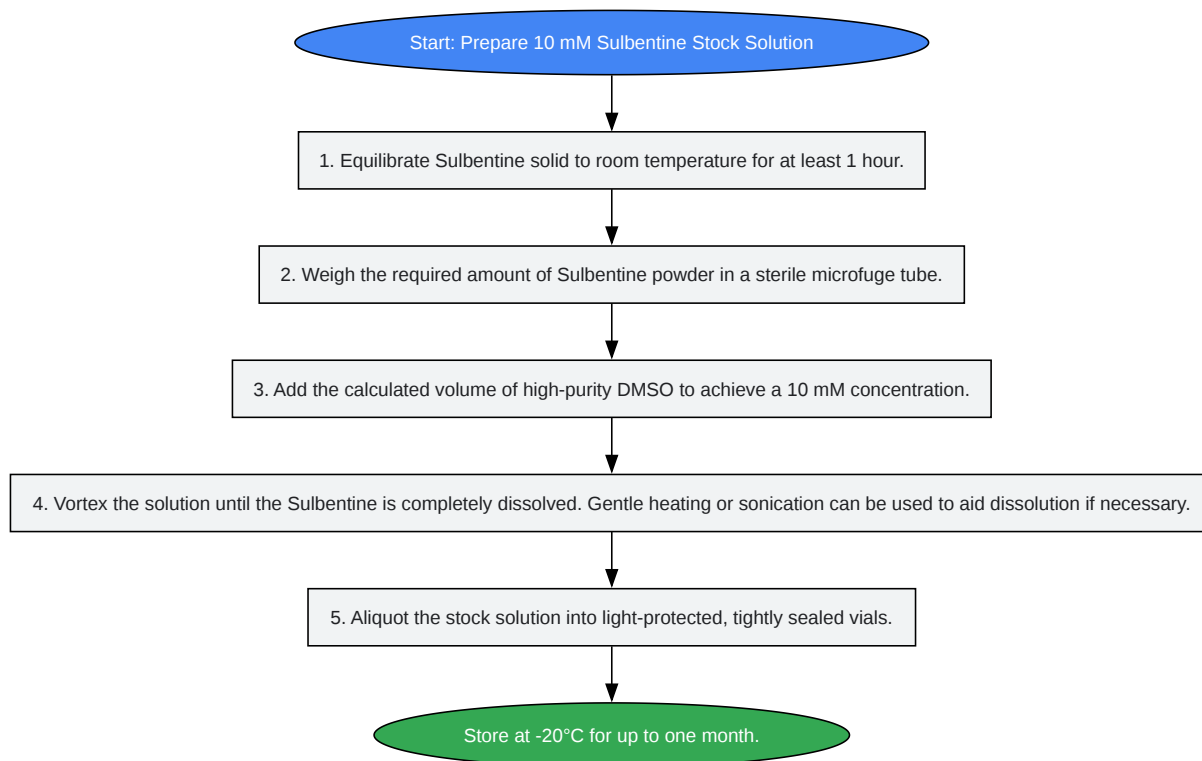 Start: Prepare 10 mM Sulbentine Stock Solution
1. Equilibrate Sulbentine solid to room temperature for at least 1 hour.
2. Weigh the required amount of Sulbentine powder in a sterile microfuge tube.
3. Add the calculated volume of high-purity DMSO to achieve a 10 mM concentration.
4. Vortex the solution until the Sulbentine is completely dissolved. Gentle heating or sonication can be used to aid dissolution if necessary.
5. Aliquot the stock solution into light-protected, tightly sealed vials.
Store at -20°C for up to one month.